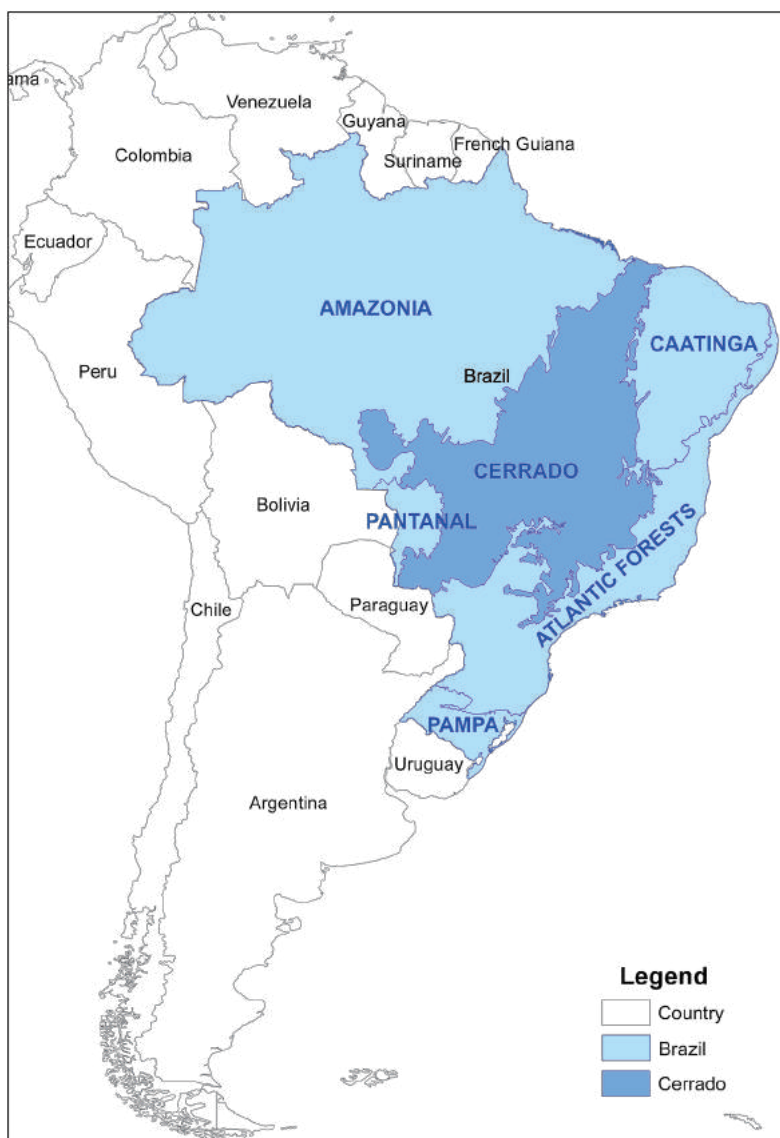 ama
Venezuela
Guyana
French Guiana
Suriname
Colombia
Ecuador
AMAZONIA
CAATINGA
Peru
Brazil
CERRADO
Bolivia
PANTANAL
ATLANTIC FORESTS
Chile
Paraguay
PAMPA
Uruguay
Argentina
Legend
Country
Brazil
Cerrado